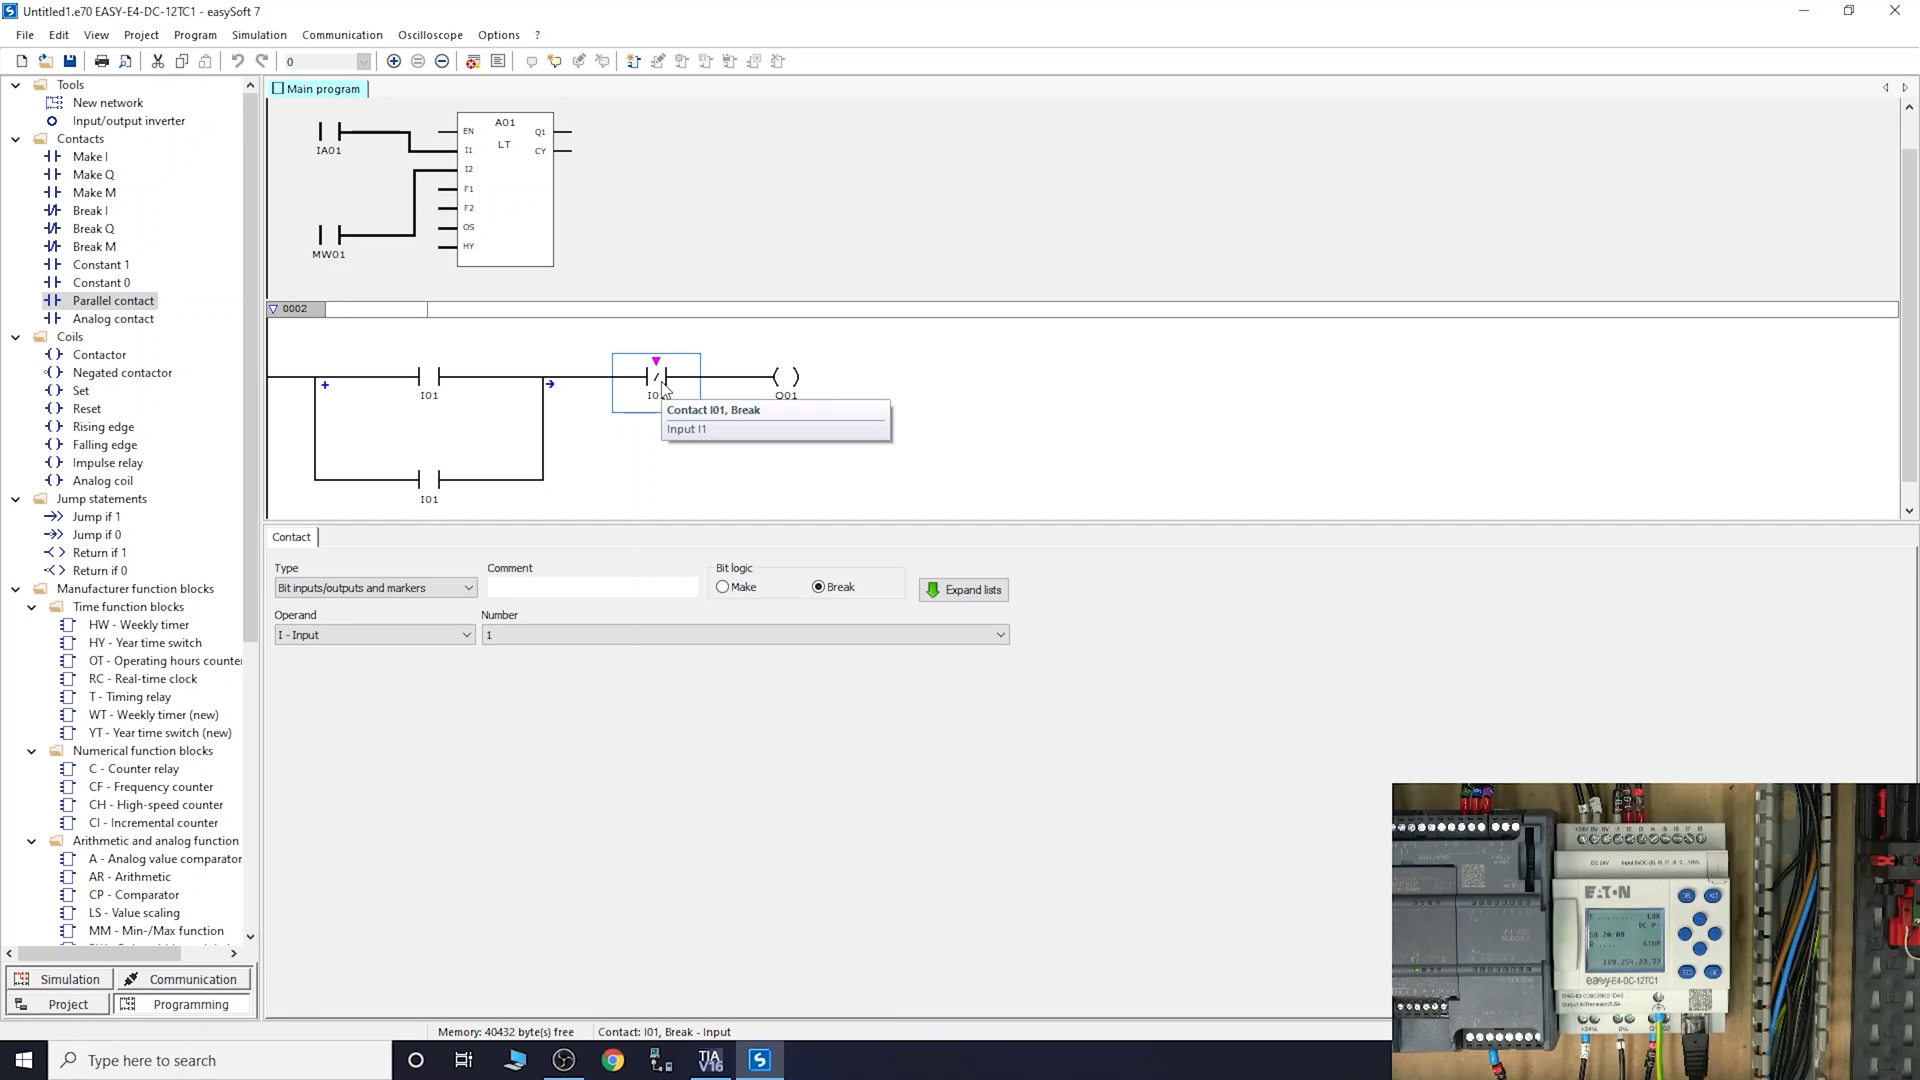 Untitled1.e70 EASY-E4-DC-12TC1 - easySoft 7
File Edit View Project Program Simulation Communication Oscilloscope Options ?
0
Tools
New network
Input/output inverter
Contacts
Make I
Make Q
Make M
Break I
Break Q
Break M
Constant 1
Constant 0
Parallel contact
Analog contact
Coils
Contactor
Negated contactor
Set
Reset
Rising edge
Falling edge
Impulse relay
Analog coil
Jump statements
Jump if 1
Jump if 0
Return if 1
Return if 0
Manufacturer function blocks
Time function blocks
HW - Weekly timer
HY - Year time switch
OT - Operating hours counter
RC - Real-time clock
T - Timing relay
WT - Weekly timer (new)
YT - Year time switch (new)
Numerical function blocks
C - Counter relay
CF - Frequency counter
CH - High-speed counter
CI - Incremental counter
Arithmetic and analog function
A - Analog value comparator
AR - Arithmetic
CP - Comparator
LS - Value scaling
MM - Min-/Max function
Simulation Communication
Project Programming
Main program
A01
LT
EN Q1
I1 CY
I2
F1
F2
OS
HY
IA01
MW01
0002
I01
I0
Q01
I01
Contact I01, Break
Input I1
Contact
Type Comment Bit logic
Bit inputs/outputs and markers Make Break Expand lists
Operand Number
I - Input 1
Memory: 40432 byte(s) free Contact: I01, Break - Input
Type here to search
TIA
V16
EATON
STOP
easy-E4-DC-12TC1